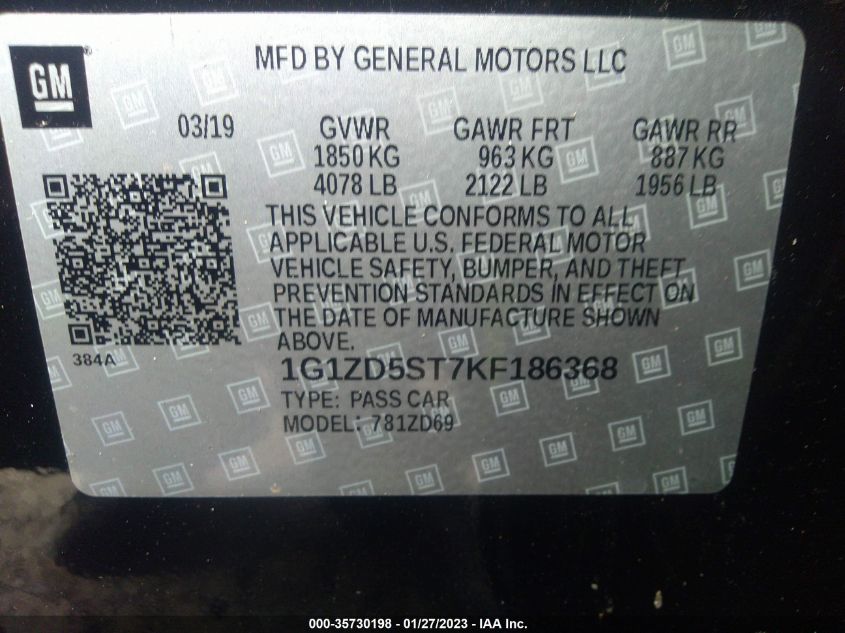 GM
MFD BY GENERAL MOTORS LLC
03/19
GVWR
1850 KG
4078 LB
GAWR FRT
963 KG
2122 LB
GAWR RR
887 KG
1956 LB
THIS VEHICLE CONFORMS TO ALL
APPLICABLE U.S. FEDERAL MOTOR
VEHICLE SAFETY, BUMPER, AND THEFT
PREVENTION STANDARDS IN EFFECT ON
THE DATE OF MANUFACTURE SHOWN
ABOVE.
384A
1G1ZD5ST7KF186368
TYPE: PASS CAR
MODEL: 781ZD69
000-35730198 - 01/27/2023 - IAA Inc.